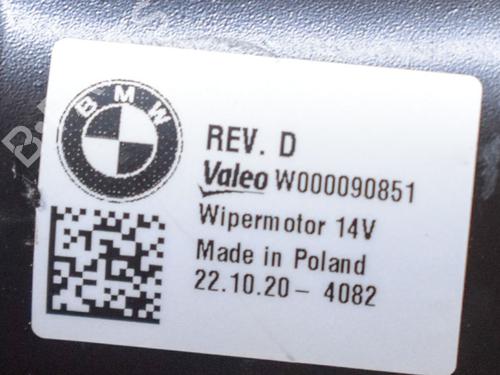 BMW
REV. D
Valeo W000090851
Wipermotor 14V
Made in Poland
22.10.20- 4082